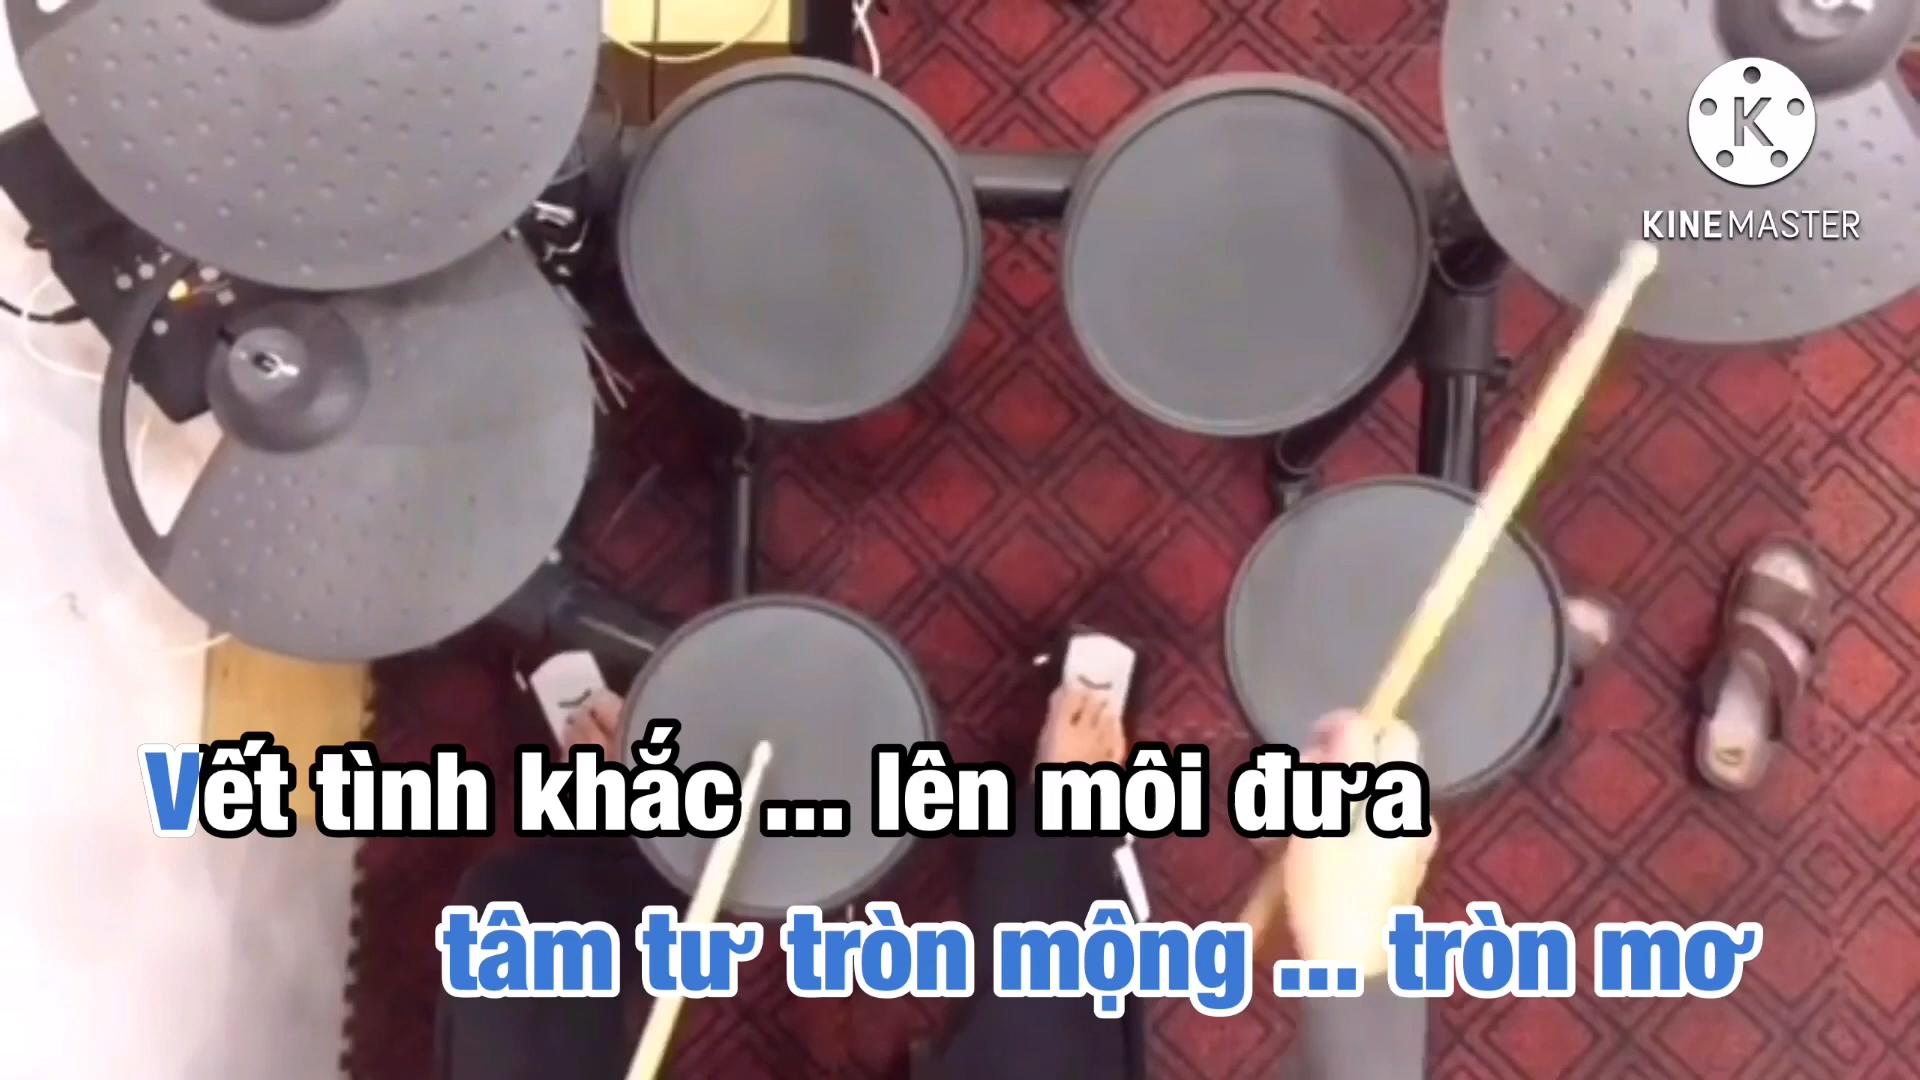 K
KINEMASTER
Vết tình khắc ... lên môi đưa
tâm tư tròn mộng ... tròn mơ